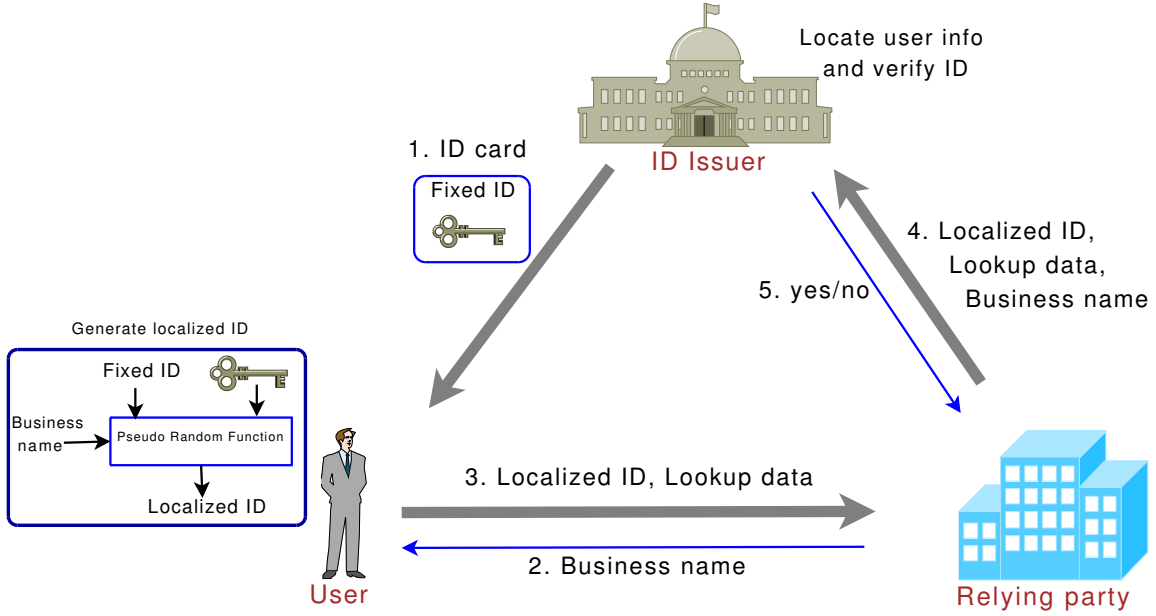 Locate user info
and verify ID
ID Issuer
1. ID card
Fixed ID
4. Localized ID,
Lookup data,
Business name
5. yes/no
Generate localized ID
Fixed ID
Business
name
Pseudo Random Function
Localized ID
3. Localized ID, Lookup data
2. Business name
User
Relying party